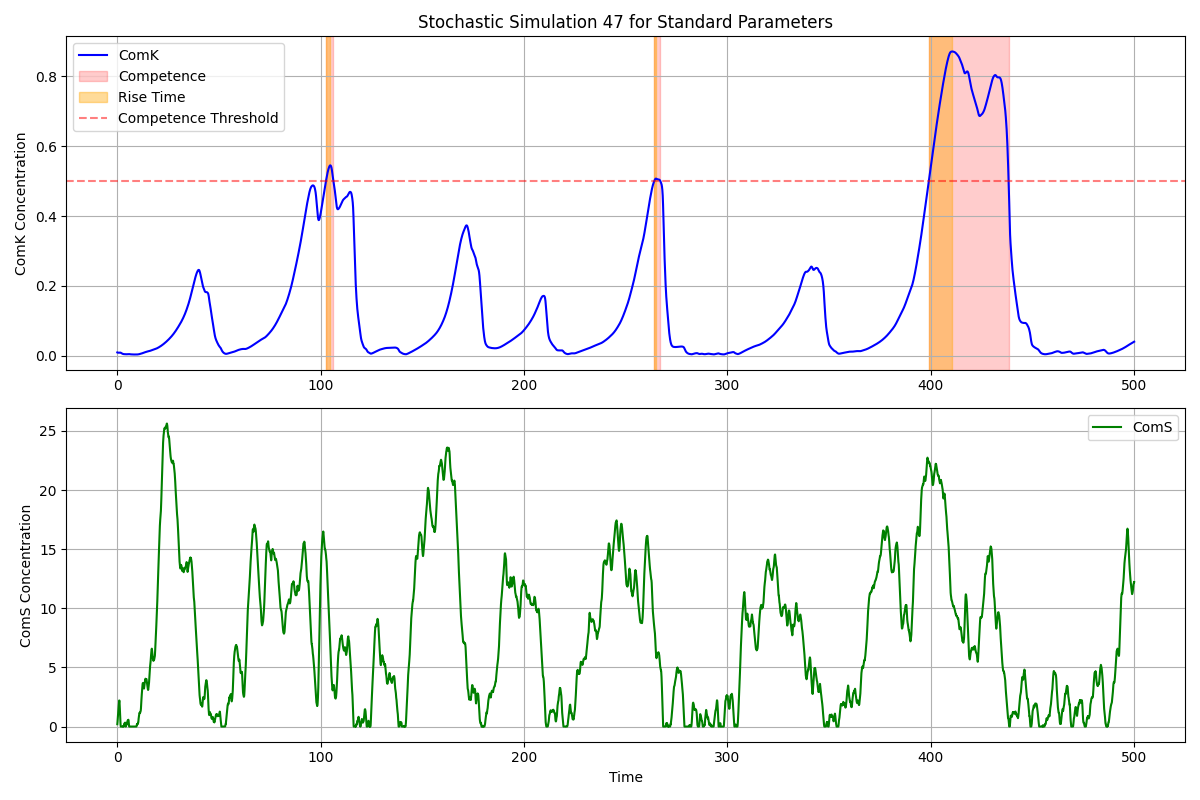 Stochastic Simulation 47 for Standard Parameters
ComK
Competence
Rise Time
Competence Threshold
ComK Concentration
0.8
0.6
0.4
0.2
0.0
0 100 200 300 400 500
ComS
ComS Concentration
25
20
15
10
5
0
0 100 200 300 400 500
Time